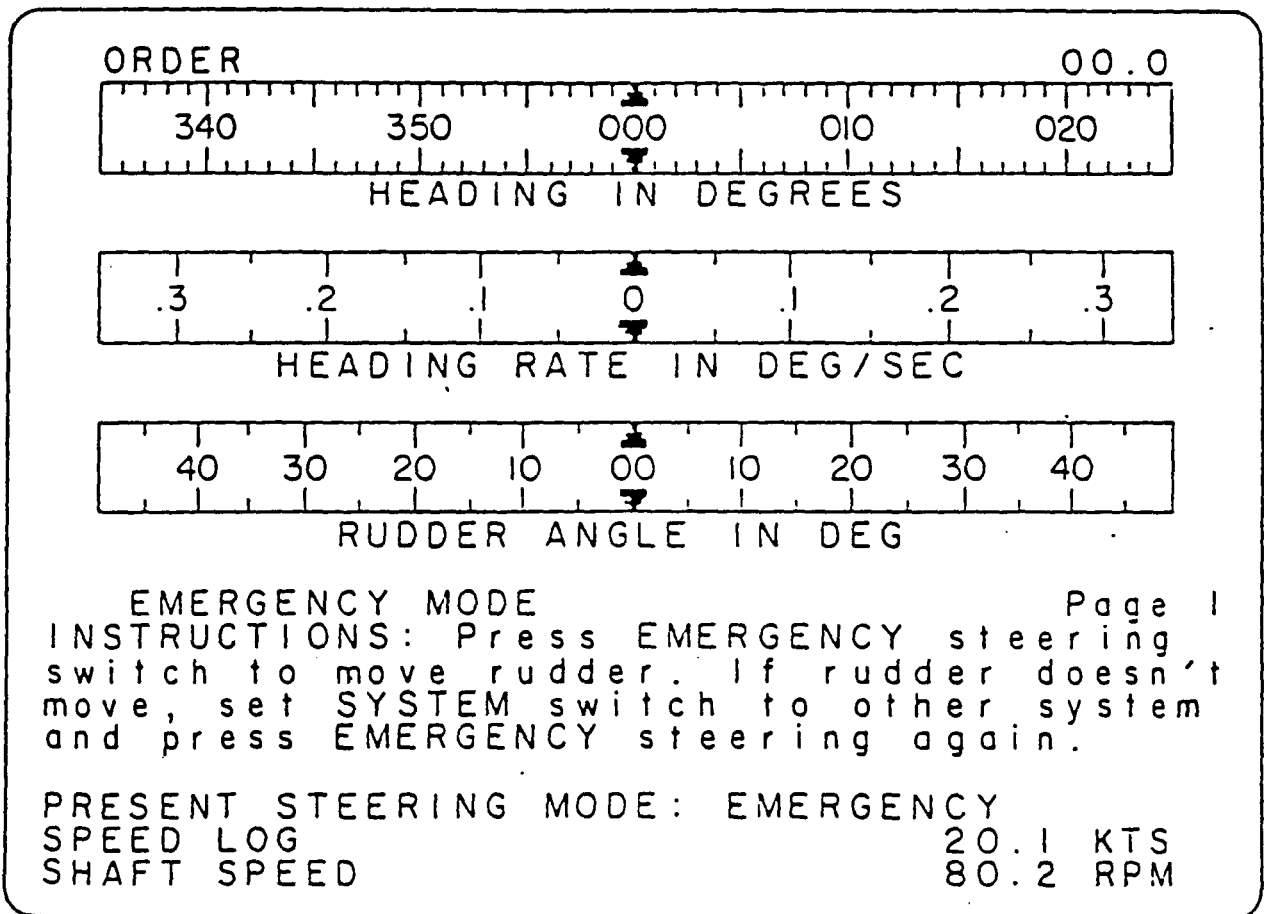 ORDER 00.0
340 350 000 010 020
HEADING IN DEGREES
.3 .2 .1 0 .1 .2 .3
HEADING RATE IN DEG/SEC
40 30 20 10 00 10 20 30 40
RUDDER ANGLE IN DEG
EMERGENCY MODE Page 1
INSTRUCTIONS: Press EMERGENCY steering
switch to move rudder. If rudder doesn't
move, set SYSTEM switch to other system
and press EMERGENCY steering again.
PRESENT STEERING MODE: EMERGENCY
SPEED LOG 20.1 KTS
SHAFT SPEED 80.2 RPM